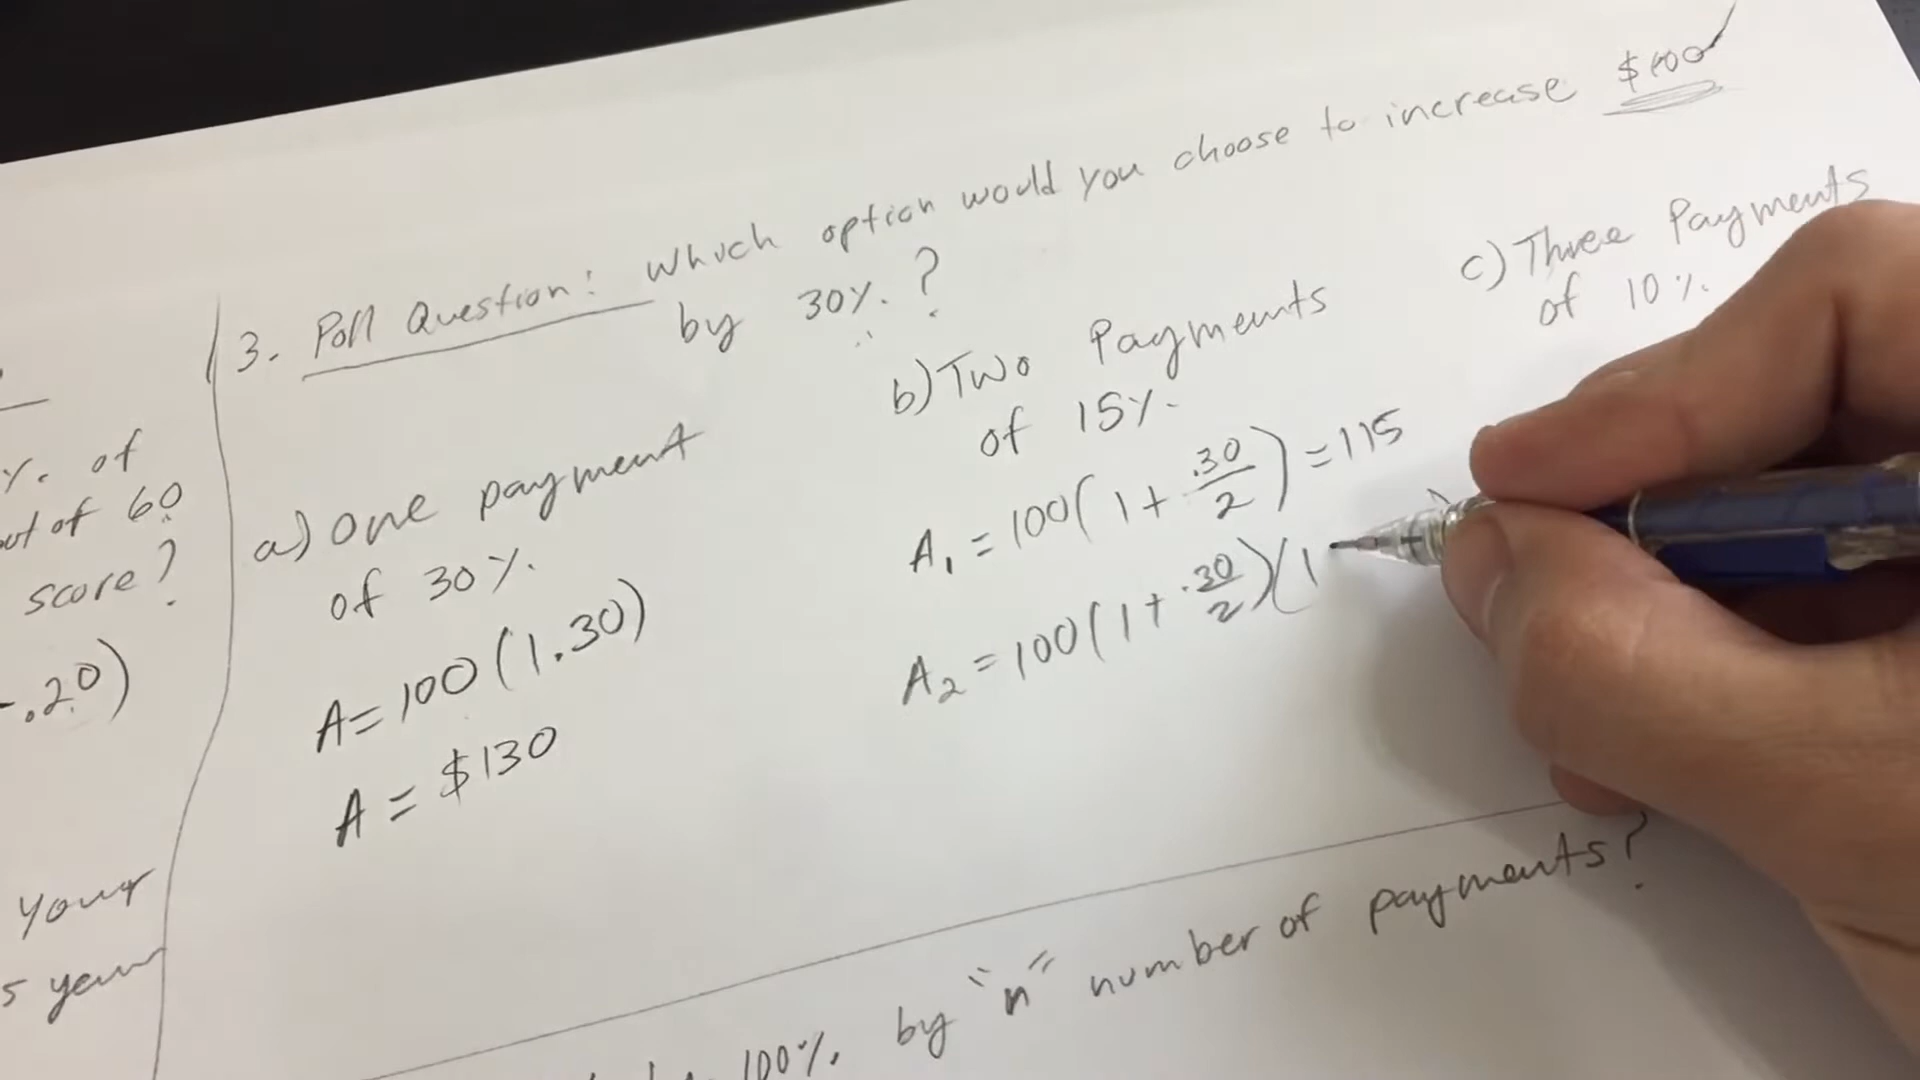 3. Poll Question: Which option would you choose to increase $100
by 30%. ?
a) One payment
of 30%.
A = 100(1.30)
A = $130
b) Two Payments
of 15%.
A₁ = 100(1 + .30/2) = 115
A₂ = 100(1 + .30/2)(1
c) Three Payments
of 10%.
%. of
out of 60
score?
.20)
your
5 years
100%. by "n" number of payments?